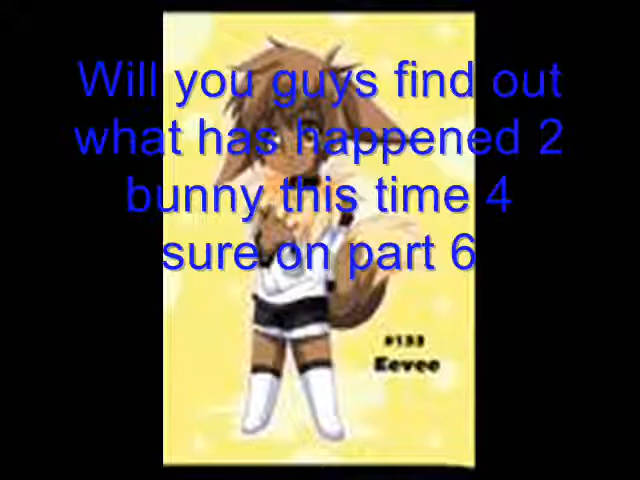 Will you guys find out
what has happened 2
bunny this time 4
sure on part 6
#133
Eevee